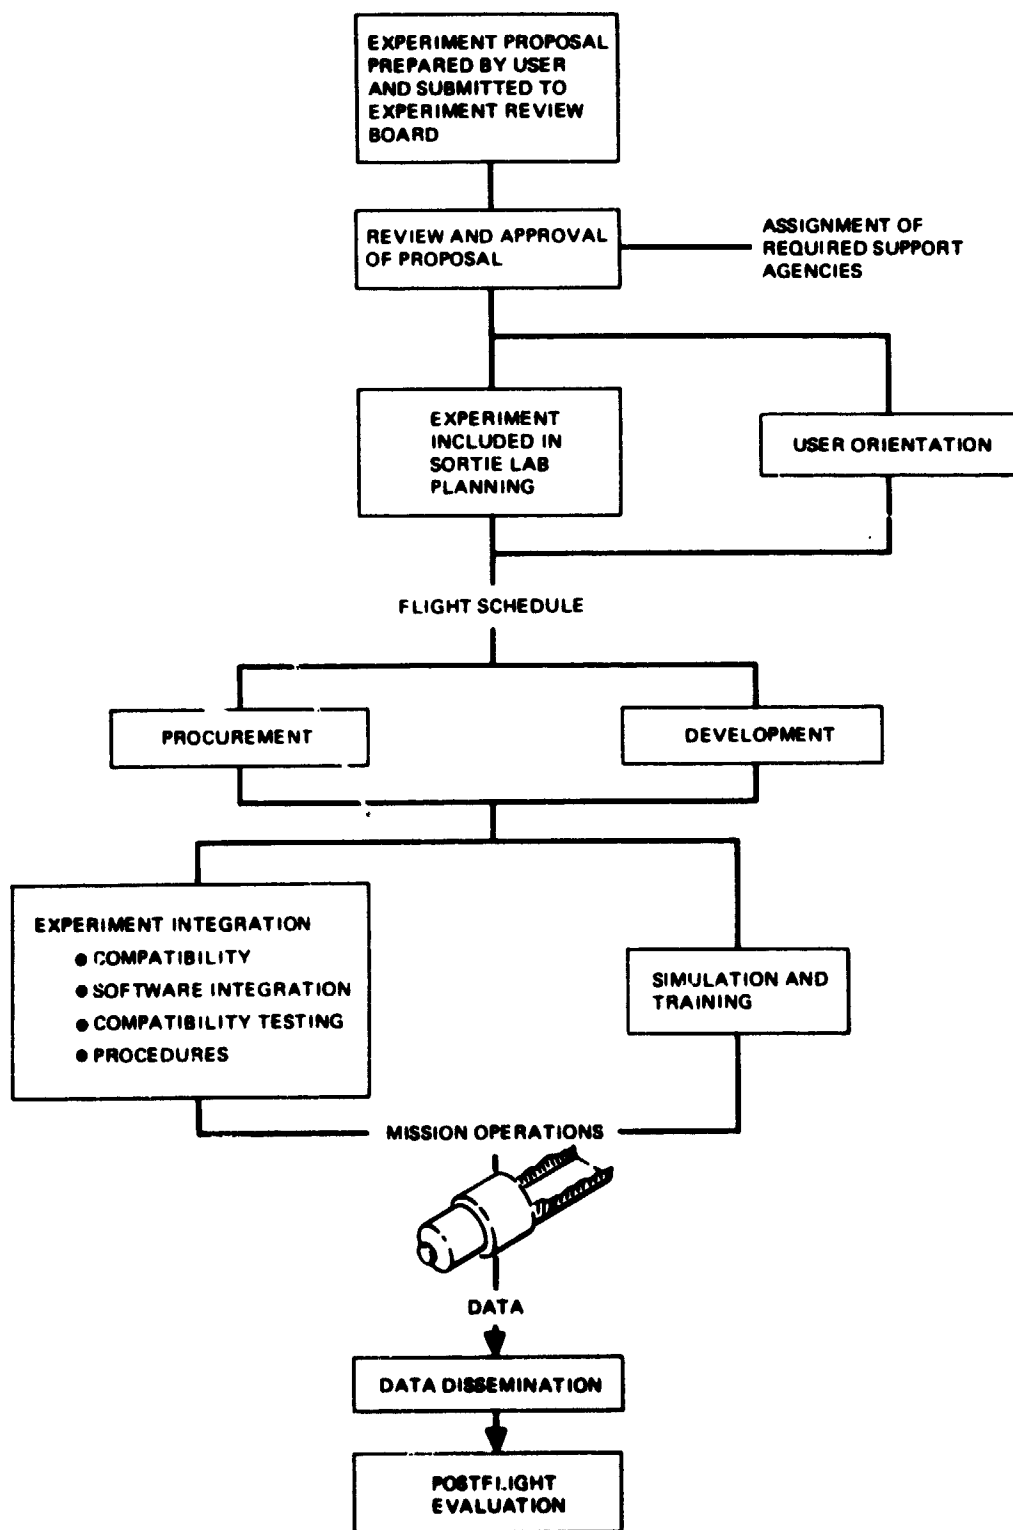 EXPERIMENT PROPOSAL
PREPARED BY USER
AND SUBMITTED TO
EXPERIMENT REVIEW
BOARD
REVIEW AND APPROVAL
OF PROPOSAL
ASSIGNMENT OF
REQUIRED SUPPORT
AGENCIES
EXPERIMENT
INCLUDED IN
SORTIE LAB
PLANNING
USER ORIENTATION
FLIGHT SCHEDULE
PROCUREMENT
DEVELOPMENT
EXPERIMENT INTEGRATION
● COMPATIBILITY
● SOFTWARE INTEGRATION
● COMPATIBILITY TESTING
● PROCEDURES
SIMULATION AND
TRAINING
MISSION OPERATIONS
DATA
DATA DISSEMINATION
POSTFLIGHT
EVALUATION